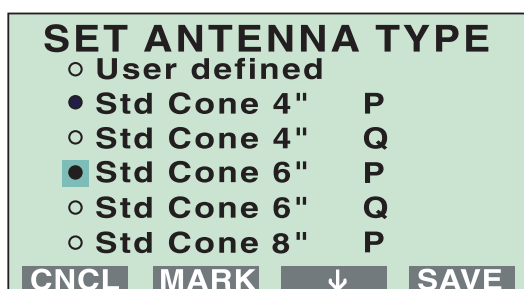 SET ANTENNA TYPE
○ User defined
● Std Cone 4" P
○ Std Cone 4" Q
● Std Cone 6" P
○ Std Cone 6" Q
○ Std Cone 8" P
CNCL MARK ↓ SAVE